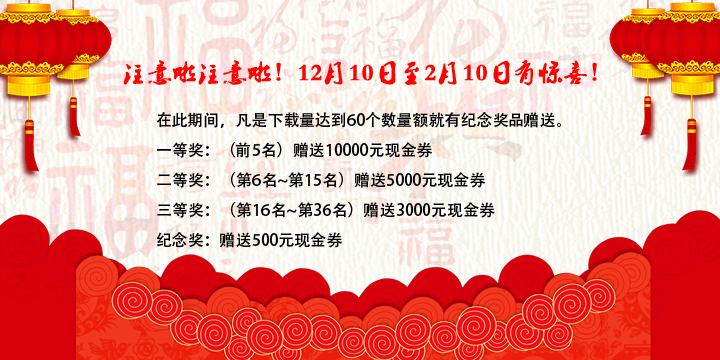 注意啦注意啦！12月10日至2月10日有惊喜！
在此期间，凡是下载量达到60个数量额就有纪念奖品赠送。
一等奖：（前5名）赠送10000元现金券
二等奖：（第6名~第15名）赠送5000元现金券
三等奖：（第16名~第36名）赠送3000元现金券
纪念奖：赠送500元现金券